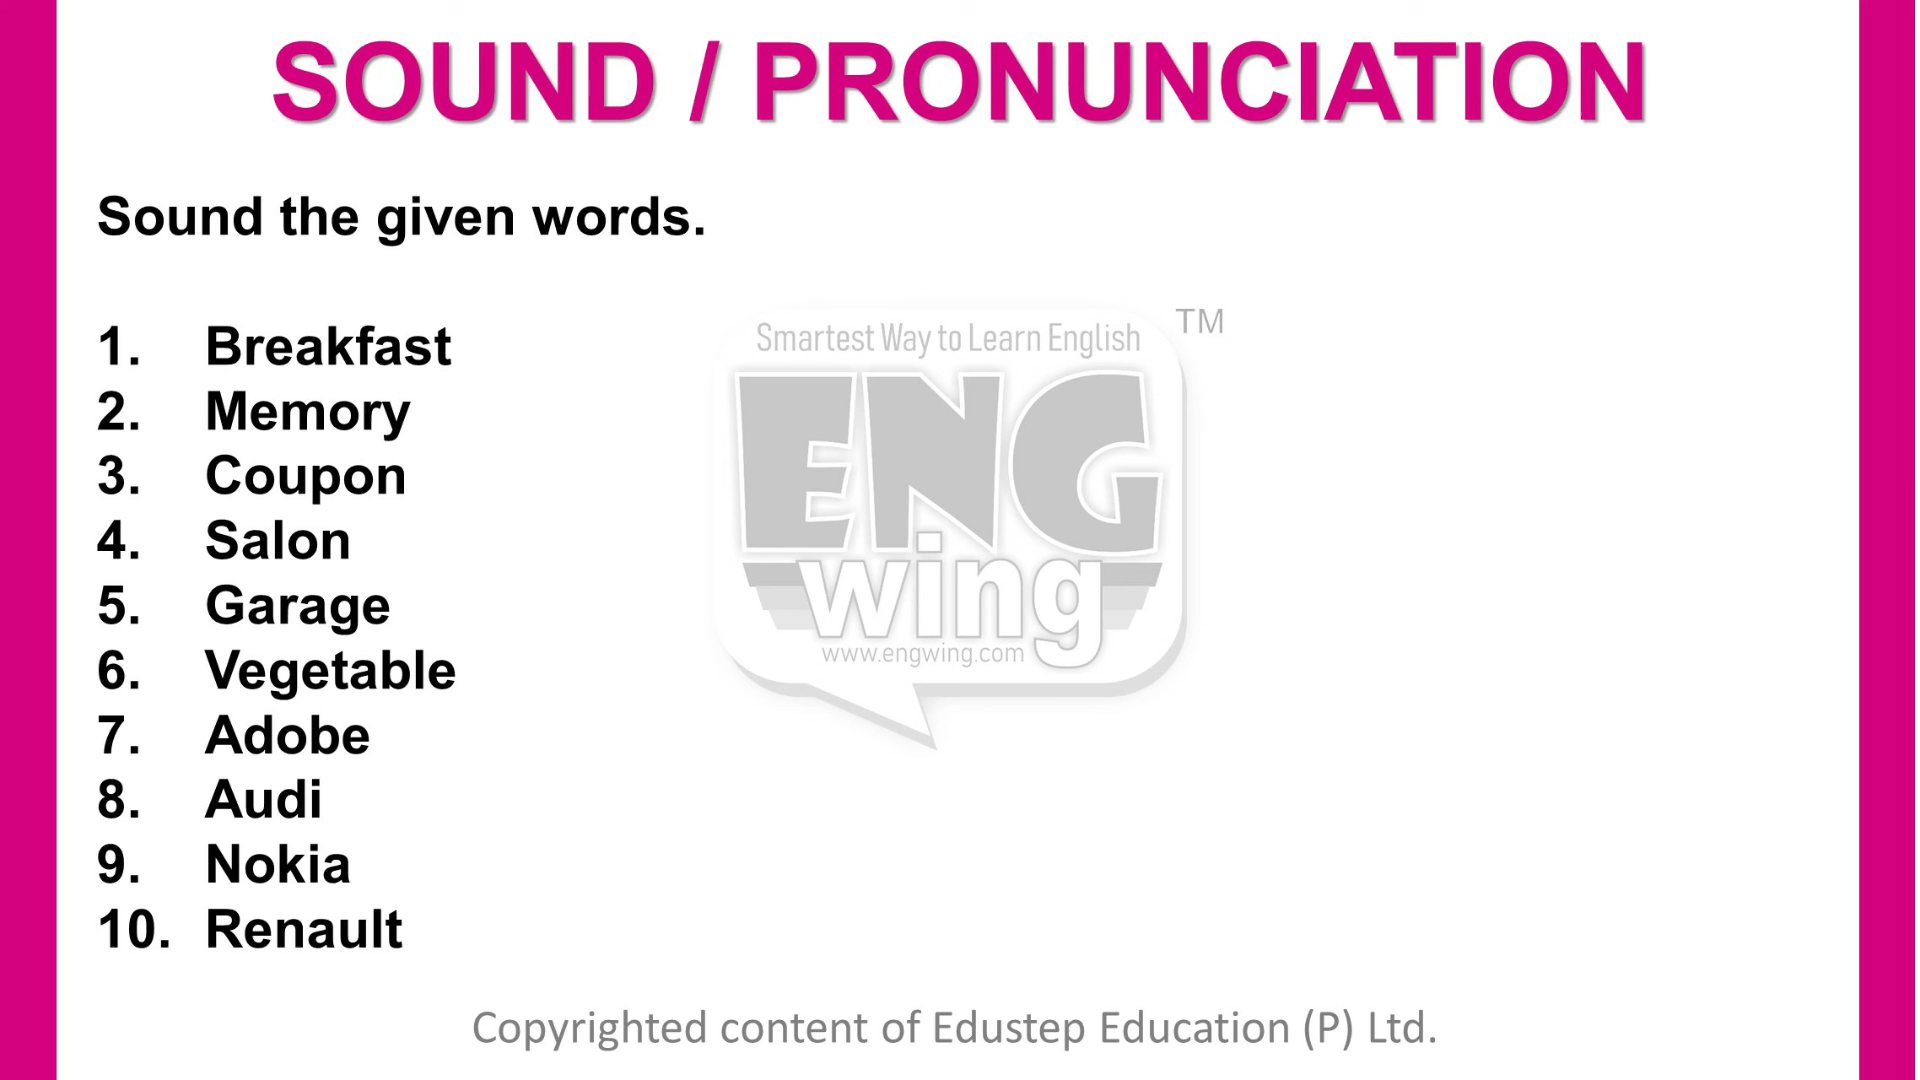 SOUND / PRONUNCIATION
Sound the given words.
Smartest Way to Learn English
TM
ENG
wing
www.engwing.com
1. Breakfast
2. Memory
3. Coupon
4. Salon
5. Garage
6. Vegetable
7. Adobe
8. Audi
9. Nokia
10. Renault
Copyrighted content of Edustep Education (P) Ltd.